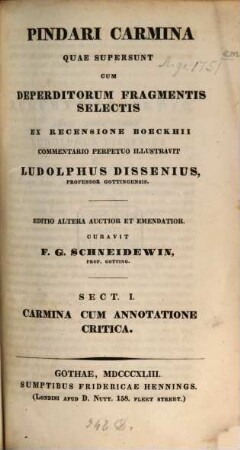 PINDARI CARMINA
QUAE SUPERSUNT
CUM
DEPERDITORUM FRAGMENTIS
SELECTIS
EX RECENSIONE BOECKHII
COMMENTARIO PERPETUO ILLUSTRAVIT
LUDOLPHUS DISSENIUS,
PROFESSOR GOTTINGENSIS.
EDITIO ALTERA AUCTIOR ET EMENDATIOR.
CURAVIT
F. G. SCHNEIDEWIN,
PROF. GOTTING.
SECT. I.
CARMINA CUM ANNOTATIONE
CRITICA.
GOTHAE, MDCCCXLIII.
SUMPTIBUS FRIDERICAE HENNINGS.
(LONDINI APUD D. NUTT. 158. FLEET STREET.)